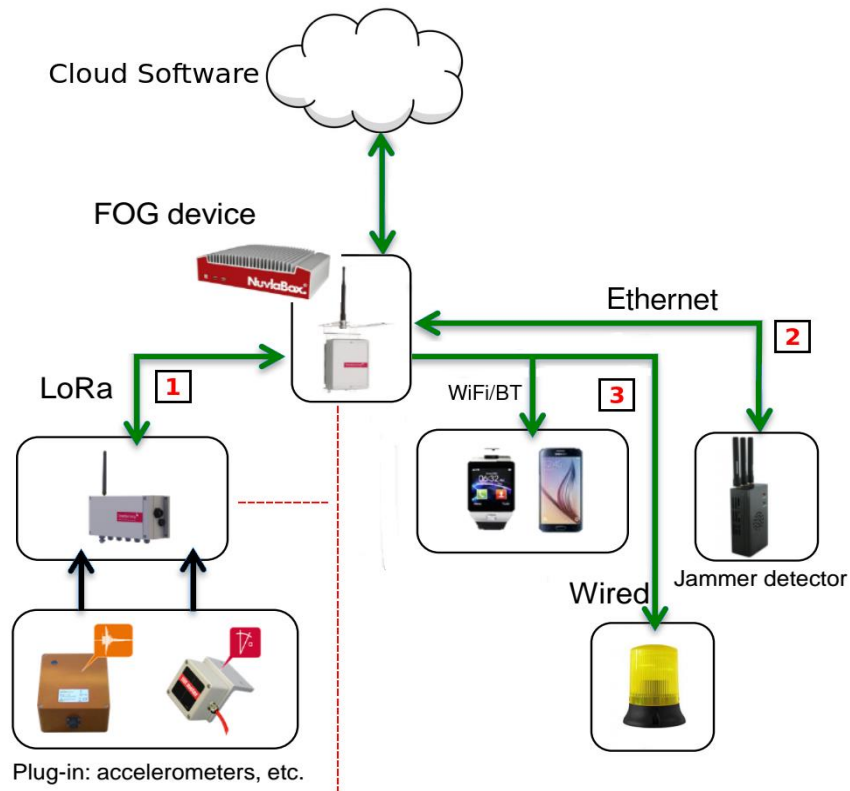 Cloud Software
FOG device
NuvlaBox
Ethernet
2
LoRa
1
WiFi/BT
3
Jammer detector
Wired
Plug-in: accelerometers, etc.